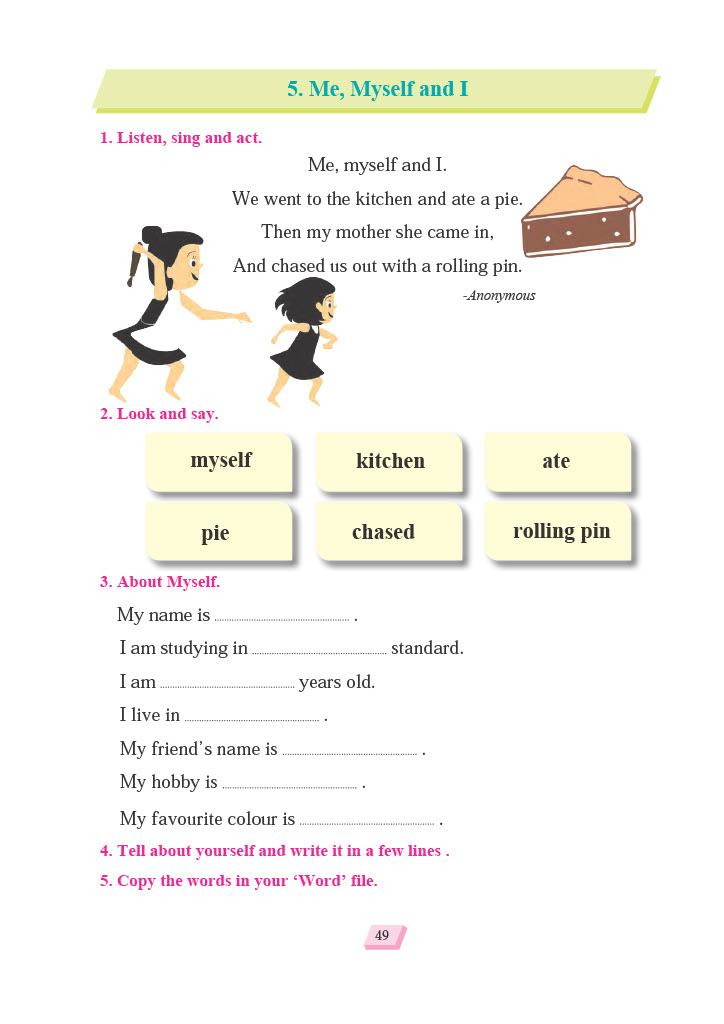 5. Me, Myself and I
1. Listen, sing and act.
Me, myself and I.
We went to the kitchen and ate a pie.
Then my mother she came in,
And chased us out with a rolling pin.
-Anonymous
2. Look and say.
myself kitchen ate
pie chased rolling pin
3. About Myself.
My name is .................................................... .
I am studying in .................................................... standard.
I am .................................................... years old.
I live in .................................................... .
My friend’s name is .................................................... .
My hobby is .................................................... .
My favourite colour is .................................................... .
4. Tell about yourself and write it in a few lines .
5. Copy the words in your ‘Word’ file.
49